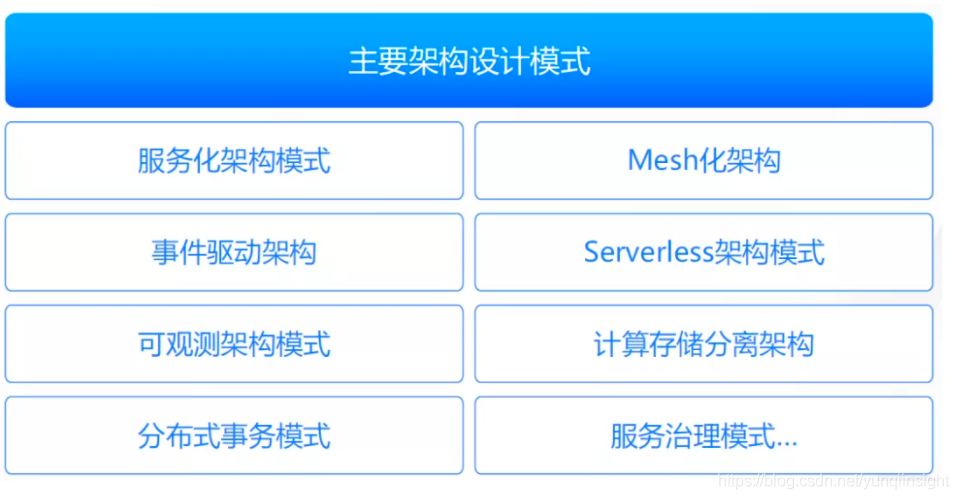 主要架构设计模式
服务化架构模式
Mesh化架构
事件驱动架构
Serverless架构模式
可观测架构模式
计算存储分离架构
分布式事务模式
服务治理模式...
https://blog.csdn.net/yunqiinsight